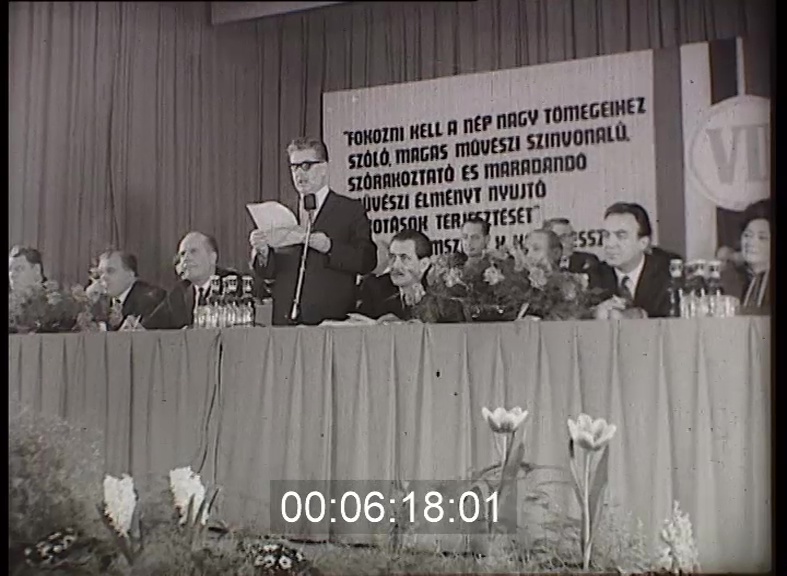 "FOKOZNI KELL A NÉP NAGY TÖMEGEIHEZ
SZÓLÓ, MAGAS MŰVÉSZI SZINVONALÚ,
SZÓRAKOZTATÓ ÉS MARADANDÓ
MŰVÉSZI ÉLMÉNYT NYUJTÓ
ALKOTÁSOK TERJESZTÉSÉT"
VII
00:06:18:01